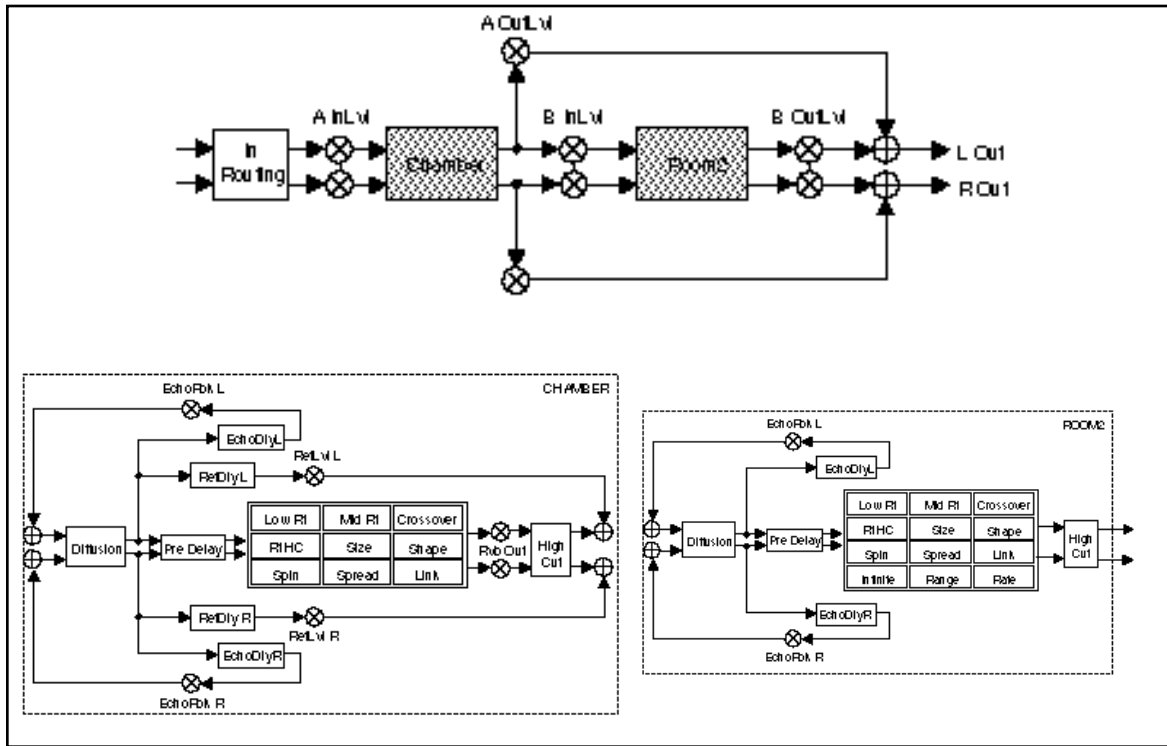 A OutLvl
A InLvl
B InLvl
B OutLvl
In
Routing
Chamber
Room2
L Out
R Out
CHAMBER
EchoFbk L
EchoDlyL
RefDlyL
RefLvl L
Diffusion
Pre Delay
Low Rt
Mid Rt
Crossover
RtHC
Size
Shape
Spin
Spread
Link
Rvb Out
High
Cut
RefDly R
RefLvl R
EchoDlyR
EchoFbk R
ROOM2
EchoFbk L
EchoDlyL
Diffusion
Pre Delay
Low Rt
Mid Rt
Crossover
RtHC
Size
Shape
Spin
Spread
Link
Infinite
Range
Rate
High
Cut
EchoDlyR
EchoFbk R